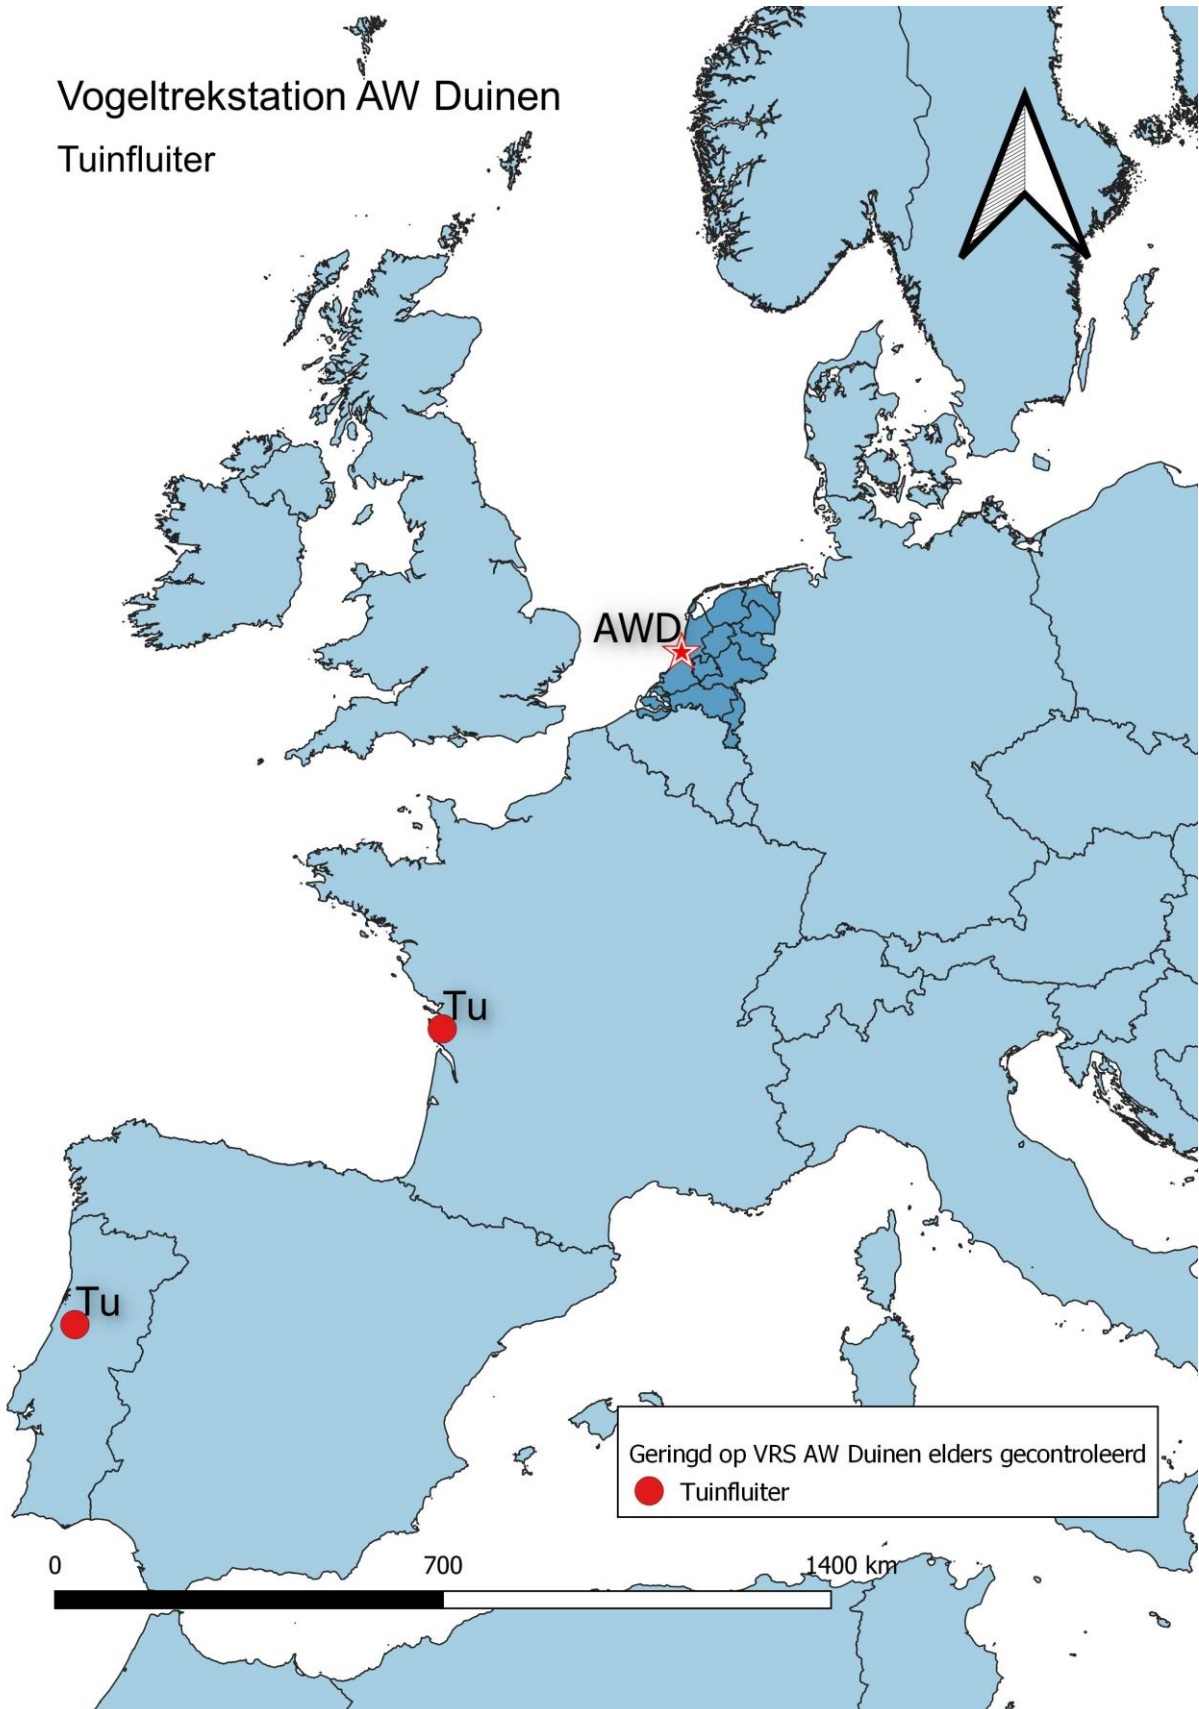 Vogeltrekstation AW Duinen
Tuinfluiter
AWD
Tu
Tu
Geringd op VRS AW Duinen elders gecontroleerd
Tuinfluiter
0 700 1400 km